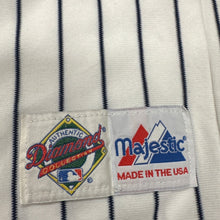 AUTHENTIC
Diamond
COLLECTION
Majestic
MADE IN THE USA